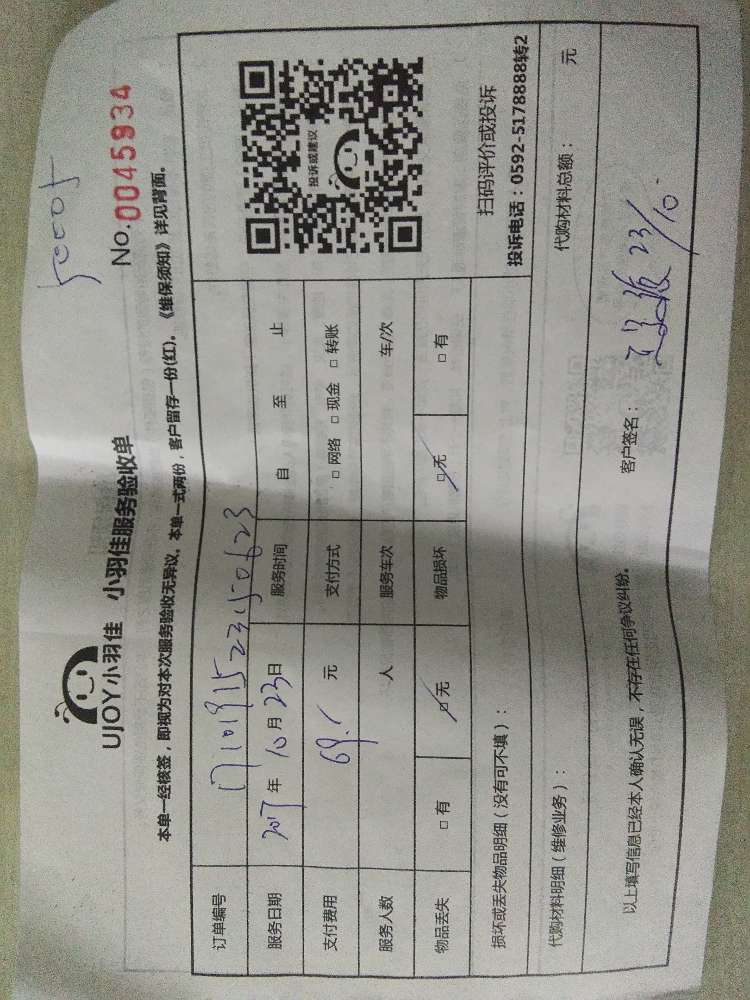 50005
UJOY小羽佳 小羽佳服务验收单 No.0045934
本单一经核签，即视为对本次服务验收无异议。本单一式两份，客户留存一份(红)。《维保须知》详见背面。
订单编号
服务日期 2017年10月23日 服务时间 自 至 止
支付费用 69.1 元 支付方式 □ 网络 □ 现金 □ 转账
服务人数 人 服务车次 车/次
物品丢失 □ 有 □ 无 物品损坏 □ 无 □ 有
投诉或建议
扫码评价或投诉
投诉电话：0592-5178888转2
损坏或丢失物品明细（没有可不填）：
代购材料明细（维修业务）： 代购材料总额： 元
以上填写信息已经本人确认无误，不存在任何争议纠纷。 客户签名： 23/10